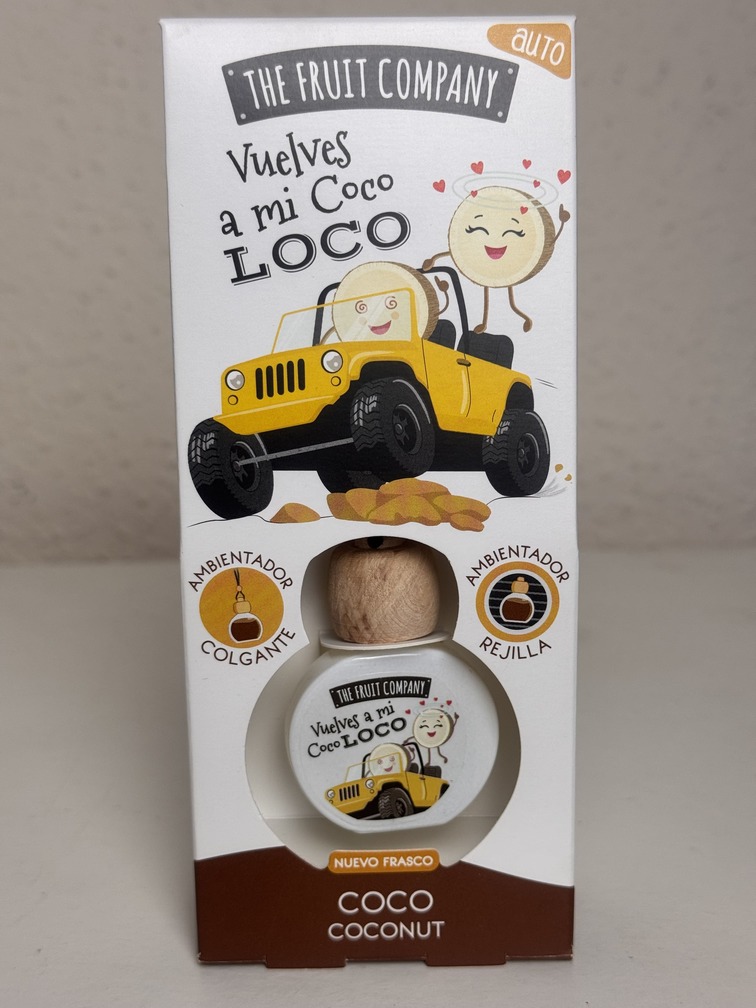 AUTO
THE FRUIT COMPANY
Vuelves
a mi Coco
LOCO
AMBIENTADOR
COLGANTE
AMBIENTADOR
REJILLA
THE FRUIT COMPANY
Vuelves a mi
Coco LOCO
NUEVO FRASCO
COCO
COCONUT